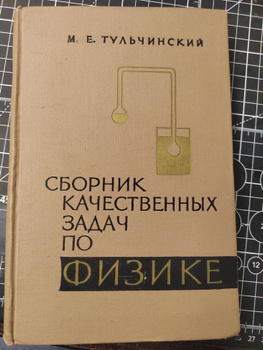 М. Е. ТУЛЬЧИНСКИЙ
СБОРНИК
КАЧЕСТВЕННЫХ
ЗАДАЧ
ПО
ФИЗИКЕ